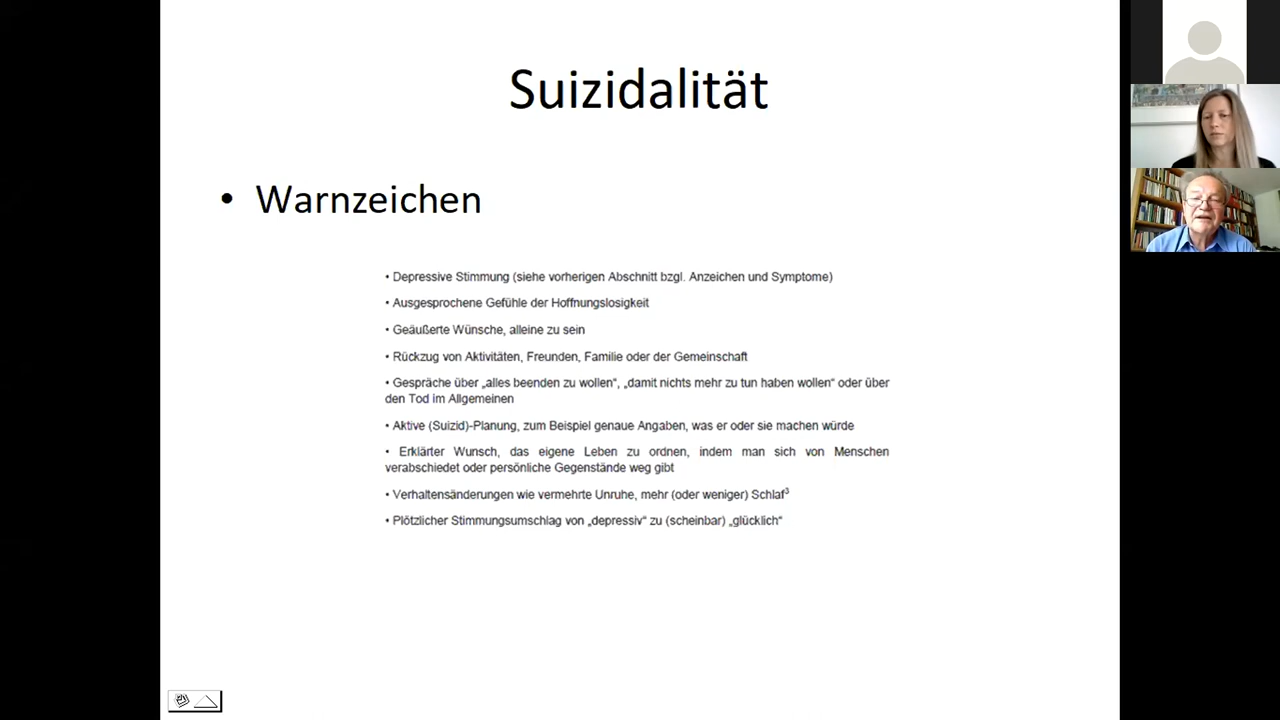 Suizidalität
• Warnzeichen
• Depressive Stimmung (siehe vorherigen Abschnitt bzgl. Anzeichen und Symptome)
• Ausgesprochene Gefühle der Hoffnungslosigkeit
• Geäußerte Wünsche, alleine zu sein
• Rückzug von Aktivitäten, Freunden, Familie oder der Gemeinschaft
• Gespräche über „alles beenden zu wollen“, „damit nichts mehr zu tun haben wollen“ oder über
den Tod im Allgemeinen
• Aktive (Suizid)-Planung, zum Beispiel genaue Angaben, was er oder sie machen würde
• Erklärter Wunsch, das eigene Leben zu ordnen, indem man sich von Menschen
verabschiedet oder persönliche Gegenstände weg gibt
• Verhaltensänderungen wie vermehrte Unruhe, mehr (oder weniger) Schlaf³
• Plötzlicher Stimmungsumschlag von „depressiv“ zu (scheinbar) „glücklich“